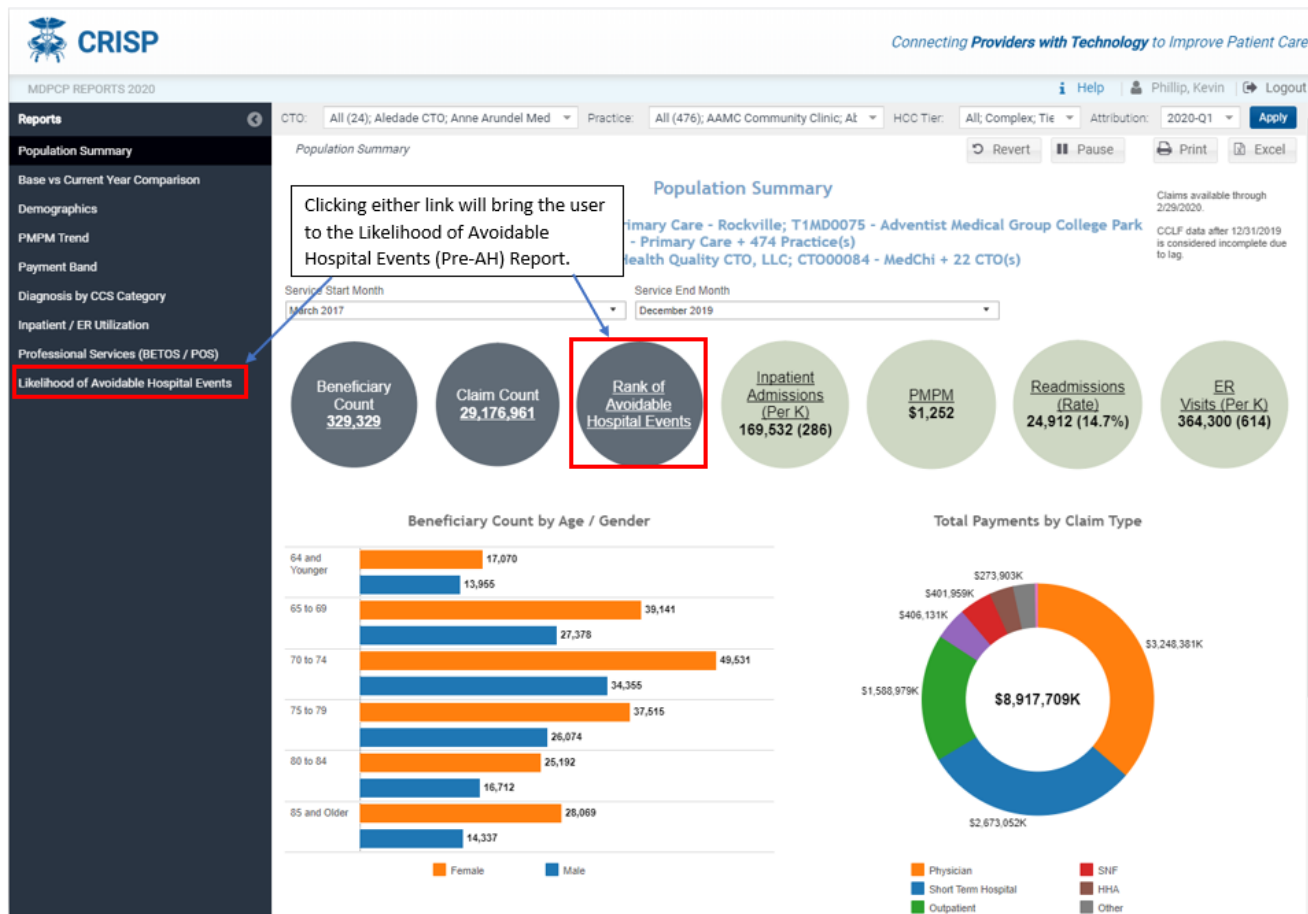 CRISP
Connecting Providers with Technology to Improve Patient Care
MDPCP REPORTS 2020
Help
Phillip, Kevin
Logout
Reports
CTO: All (24); Aledade CTO; Anne Arundel Med
Practice: All (476); AAMC Community Clinic; At
HCC Tier: All; Complex; Tie
Attribution: 2020-Q1
Apply
Population Summary
Base vs Current Year Comparison
Demographics
PMPM Trend
Payment Band
Diagnosis by CCS Category
Inpatient / ER Utilization
Professional Services (BETOS / POS)
Likelihood of Avoidable Hospital Events
Population Summary
Revert
Pause
Print
Excel
Clicking either link will bring the user
to the Likelihood of Avoidable
Hospital Events (Pre-AH) Report.
Population Summary
imary Care - Rockville; T1MD0075 - Adventist Medical Group College Park
- Primary Care + 474 Practice(s)
ealth Quality CTO, LLC; CTO00084 - MedChi + 22 CTO(s)
Claims available through
2/29/2020.
CCLF data after 12/31/2019
is considered incomplete due
to lag.
Service Start Month
March 2017
Service End Month
December 2019
Beneficiary
Count
329,329
Claim Count
29,176,961
Rank of
Avoidable
Hospital Events
Inpatient
Admissions
(Per K)
169,532 (286)
PMPM
$1,252
Readmissions
(Rate)
24,912 (14.7%)
ER
Visits (Per K)
364,300 (614)
Beneficiary Count by Age / Gender
64 and
Younger
17,070
13,955
65 to 69
39,141
27,378
70 to 74
49,531
34,355
75 to 79
37,515
26,074
80 to 84
25,192
16,712
85 and Older
28,069
14,337
Female
Male
Total Payments by Claim Type
$273,903K
$401,959K
$406,131K
$3,248,381K
$1,588,979K
$8,917,709K
$2,673,052K
Physician
SNF
Short Term Hospital
HHA
Outpatient
Other